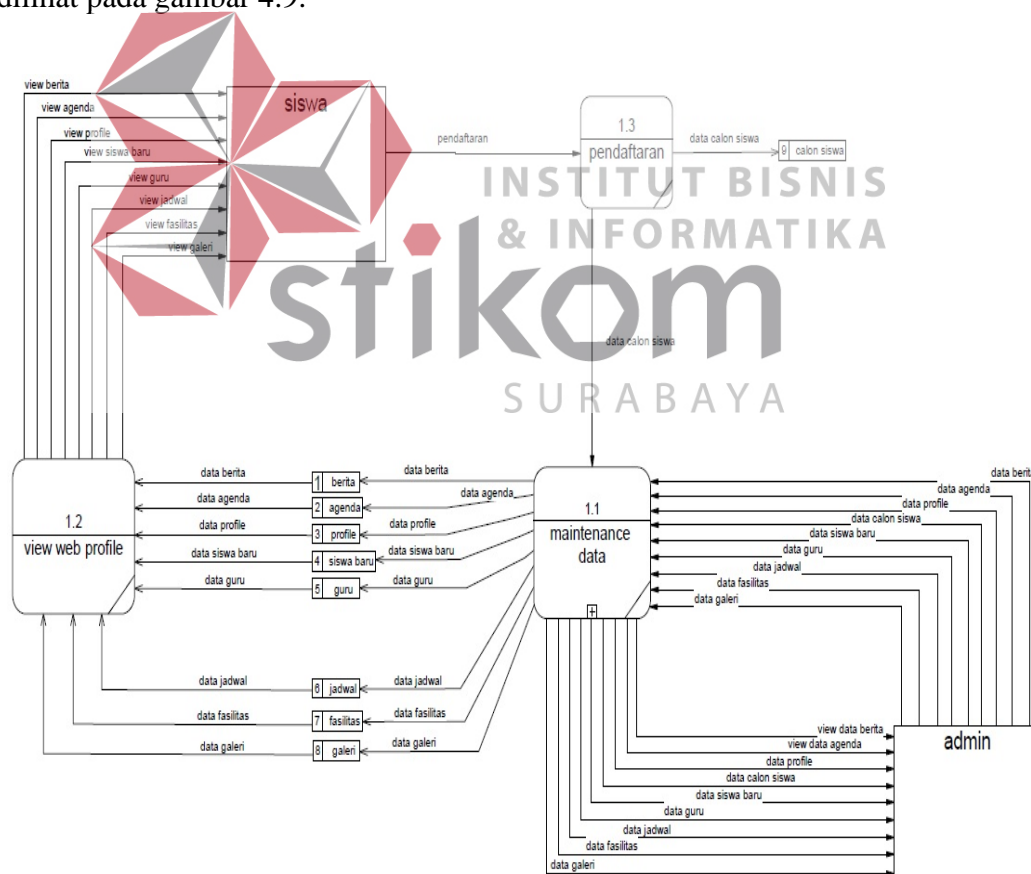 dilihat pada gambar 4.9.
view berita
view agenda
view profile
view siswa baru
view guru
view jadwal
view fasilitas
view galeri
siswa
pendaftaran
1.3
pendaftaran
data calon siswa
9 calon siswa
INSTITUT BISNIS
& INFORMATIKA
stikom
SURABAYA
data calon siswa
1.2
view web profile
data berita
1 berita
data berita
data agenda
2 agenda
data agenda
data profile
3 profile
data profile
data siswa baru
4 siswa baru
data siswa baru
data guru
5 guru
data guru
data jadwal
6 jadwal
data jadwal
data fasilitas
7 fasilitas
data fasilitas
data galeri
8 galeri
data galeri
1.1
maintenance
data
+
data berita
data agenda
data profile
data calon siswa
data siswa baru
data guru
data jadwal
data fasilitas
data galeri
admin
view data berita
view data agenda
data profile
data calon siswa
data siswa baru
data guru
data jadwal
data fasilitas
data galeri